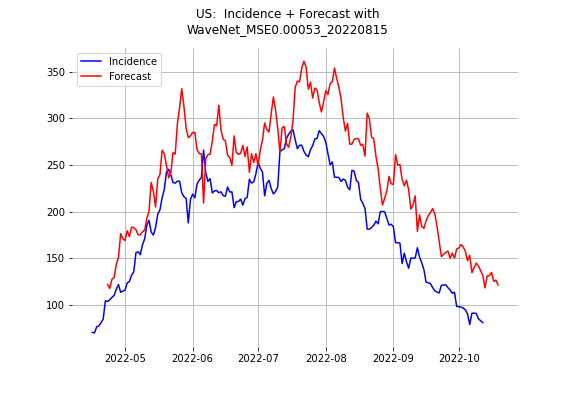 US:  Incidence + Forecast with
WaveNet_MSE0.00053_20220815
Incidence
Forecast
350
300
250
200
150
100
2022-05 2022-06 2022-07 2022-08 2022-09 2022-10